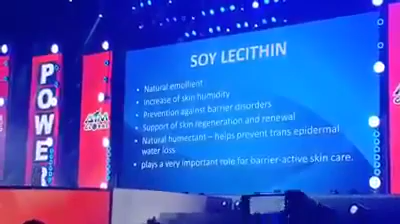 SOY LECITHIN
• Natural emollient
• Increase of skin humidity
• Prevention against barrier disorders
• Support of skin regeneration and renewal
• Natural humectant – helps prevent trans epidermal
water loss
• plays a very important role for barrier-active skin care.
POWER